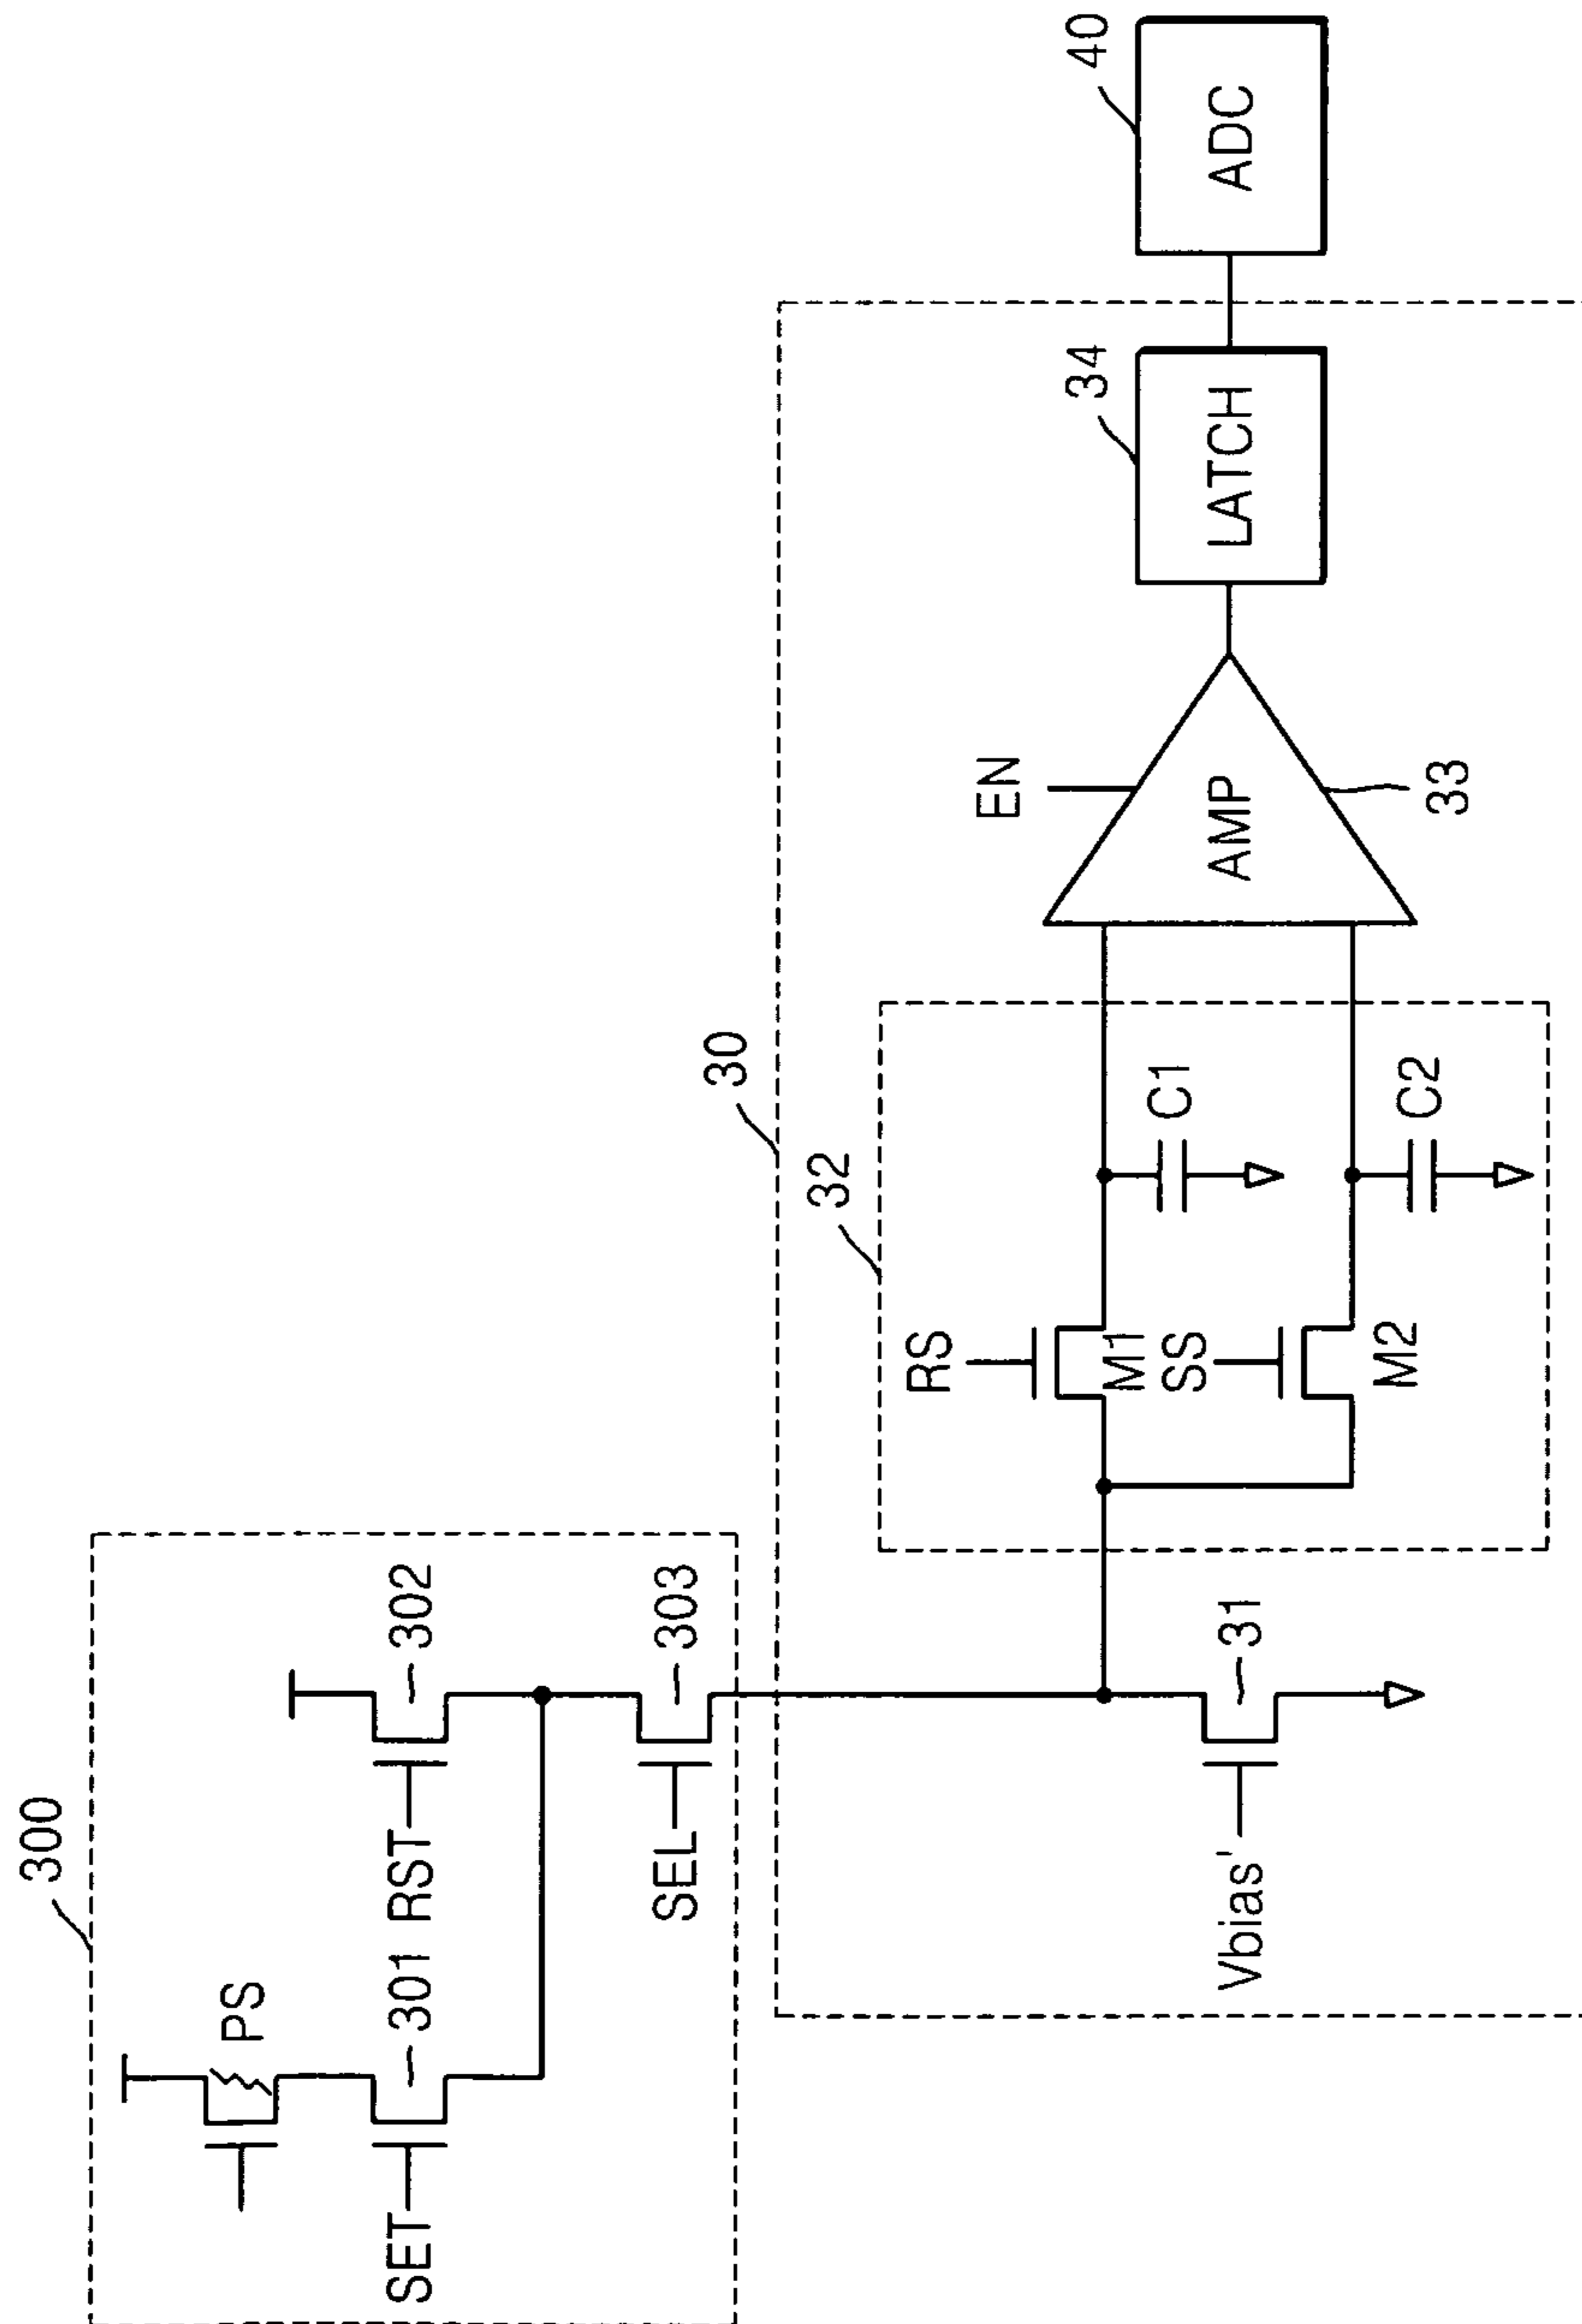 300
PS
SET
301
RST
302
SEL
303
30
32
Vbias'
31
RS
M1
C1
SS
M2
C2
EN
AMP
33
LATCH
34
ADC
40